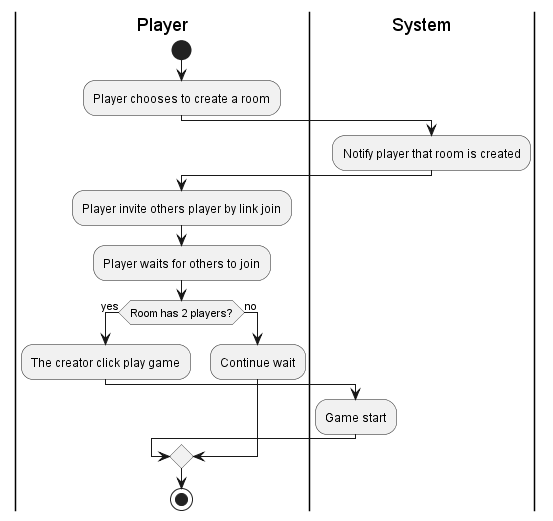 Player
System
Player chooses to create a room
Notify player that room is created
Player invite others player by link join
Player waits for others to join
yes
Room has 2 players?
no
The creator click play game
Continue wait
Game start